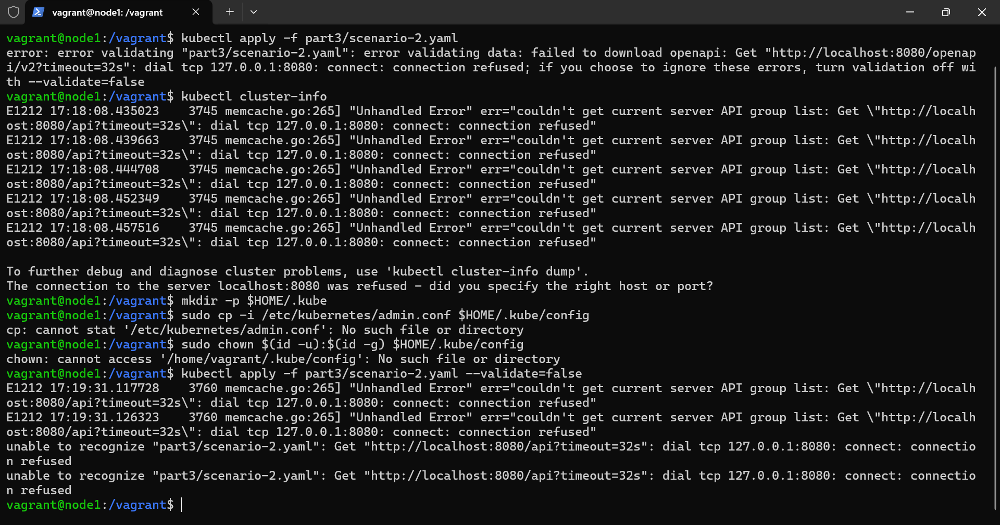 vagrant@node1: /vagrant
vagrant@node1:/vagrant$ kubectl apply -f part3/scenario-2.yaml
error: error validating "part3/scenario-2.yaml": error validating data: failed to download openapi: Get "http://localhost:8080/openap
i/v2?timeout=32s": dial tcp 127.0.0.1:8080: connect: connection refused; if you choose to ignore these errors, turn validation off wi
th --validate=false
vagrant@node1:/vagrant$ kubectl cluster-info
E1212 17:18:08.435023    3745 memcache.go:265] "Unhandled Error" err="couldn't get current server API group list: Get \"http://localh
ost:8080/api?timeout=32s\": dial tcp 127.0.0.1:8080: connect: connection refused"
E1212 17:18:08.439663    3745 memcache.go:265] "Unhandled Error" err="couldn't get current server API group list: Get \"http://localh
ost:8080/api?timeout=32s\": dial tcp 127.0.0.1:8080: connect: connection refused"
E1212 17:18:08.444708    3745 memcache.go:265] "Unhandled Error" err="couldn't get current server API group list: Get \"http://localh
ost:8080/api?timeout=32s\": dial tcp 127.0.0.1:8080: connect: connection refused"
E1212 17:18:08.452349    3745 memcache.go:265] "Unhandled Error" err="couldn't get current server API group list: Get \"http://localh
ost:8080/api?timeout=32s\": dial tcp 127.0.0.1:8080: connect: connection refused"
E1212 17:18:08.457516    3745 memcache.go:265] "Unhandled Error" err="couldn't get current server API group list: Get \"http://localh
ost:8080/api?timeout=32s\": dial tcp 127.0.0.1:8080: connect: connection refused"
To further debug and diagnose cluster problems, use 'kubectl cluster-info dump'.
The connection to the server localhost:8080 was refused - did you specify the right host or port?
vagrant@node1:/vagrant$ mkdir -p $HOME/.kube
vagrant@node1:/vagrant$ sudo cp -i /etc/kubernetes/admin.conf $HOME/.kube/config
cp: cannot stat '/etc/kubernetes/admin.conf': No such file or directory
vagrant@node1:/vagrant$ sudo chown $(id -u):$(id -g) $HOME/.kube/config
chown: cannot access '/home/vagrant/.kube/config': No such file or directory
vagrant@node1:/vagrant$ kubectl apply -f part3/scenario-2.yaml --validate=false
E1212 17:19:31.117728    3760 memcache.go:265] "Unhandled Error" err="couldn't get current server API group list: Get \"http://localh
ost:8080/api?timeout=32s\": dial tcp 127.0.0.1:8080: connect: connection refused"
E1212 17:19:31.126323    3760 memcache.go:265] "Unhandled Error" err="couldn't get current server API group list: Get \"http://localh
ost:8080/api?timeout=32s\": dial tcp 127.0.0.1:8080: connect: connection refused"
unable to recognize "part3/scenario-2.yaml": Get "http://localhost:8080/api?timeout=32s": dial tcp 127.0.0.1:8080: connect: connectio
n refused
unable to recognize "part3/scenario-2.yaml": Get "http://localhost:8080/api?timeout=32s": dial tcp 127.0.0.1:8080: connect: connectio
n refused
vagrant@node1:/vagrant$